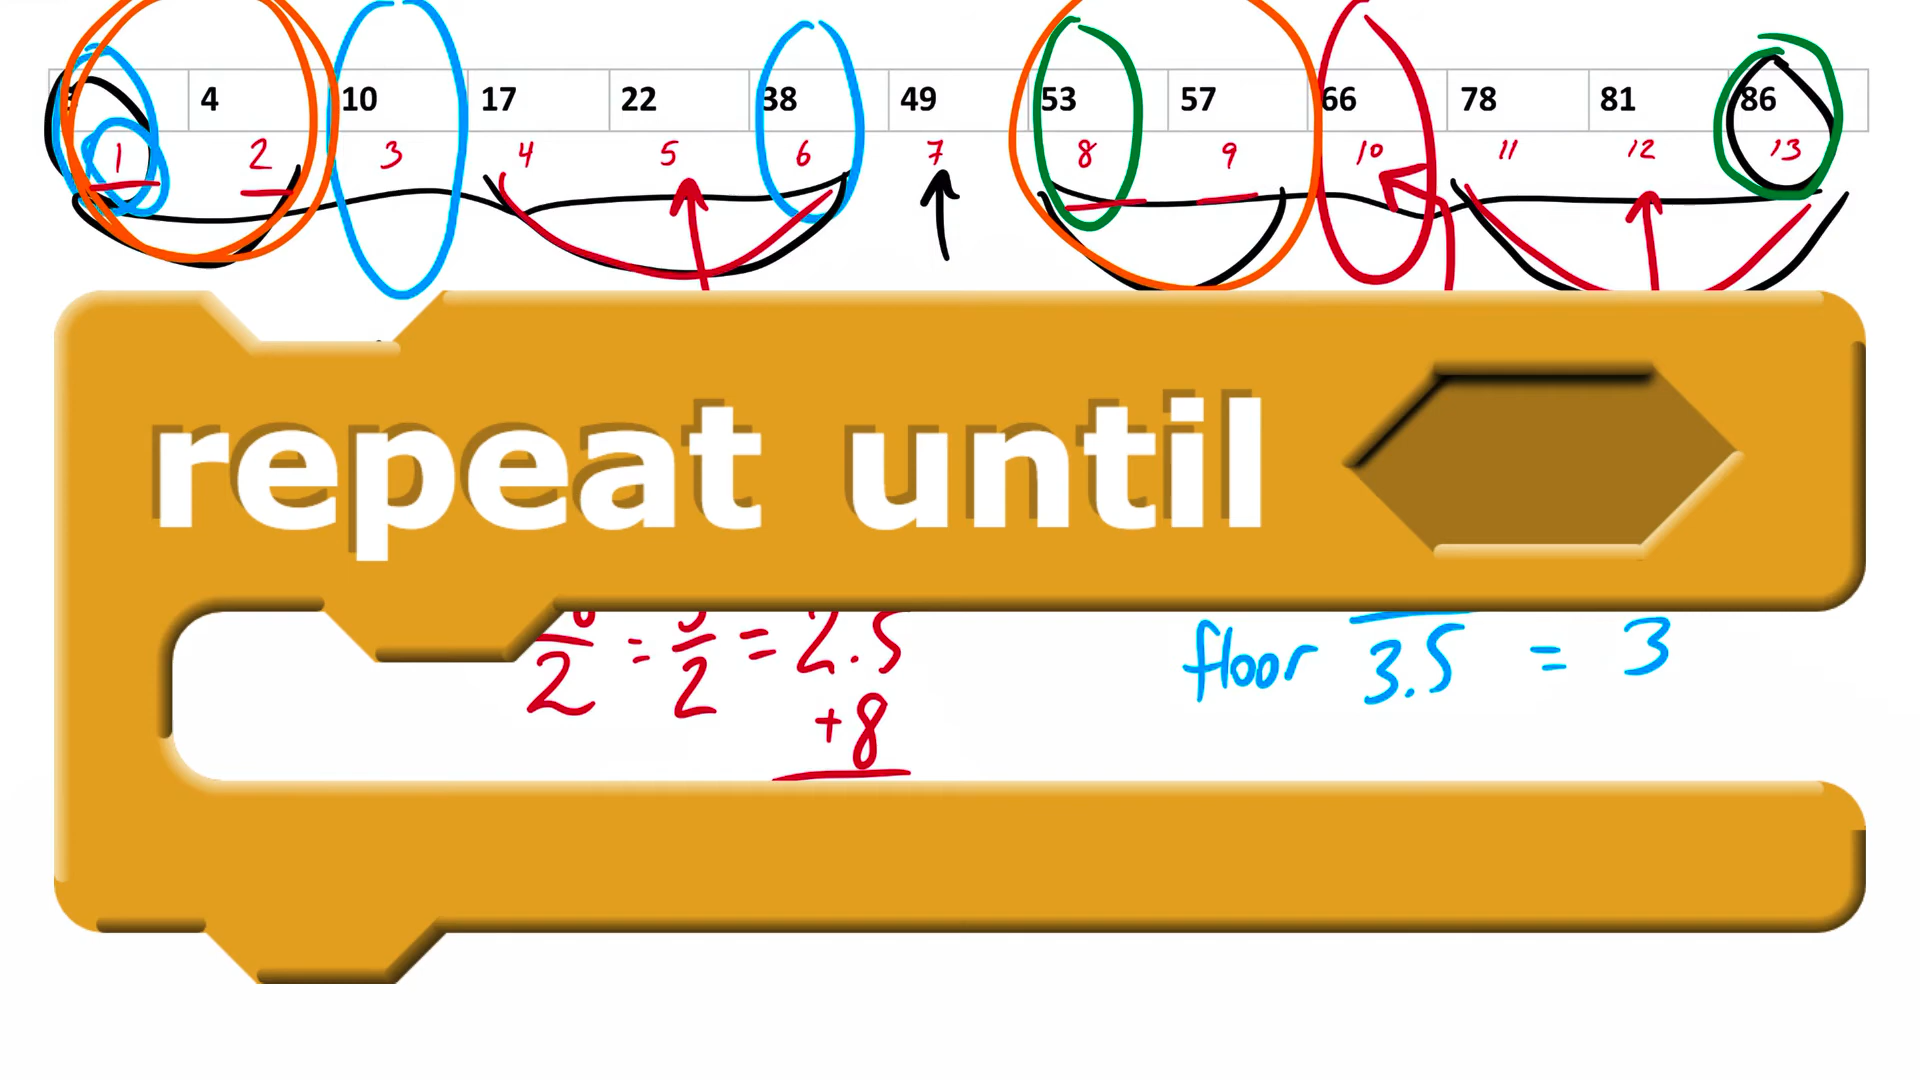 4 10 17 22 38 49 53 57 66 78 81 86
1 2 3 4 5 6 7 8 9 10 11 12 13
repeat until
2 = 2 = 2.5
floor 3.5 = 3
+8